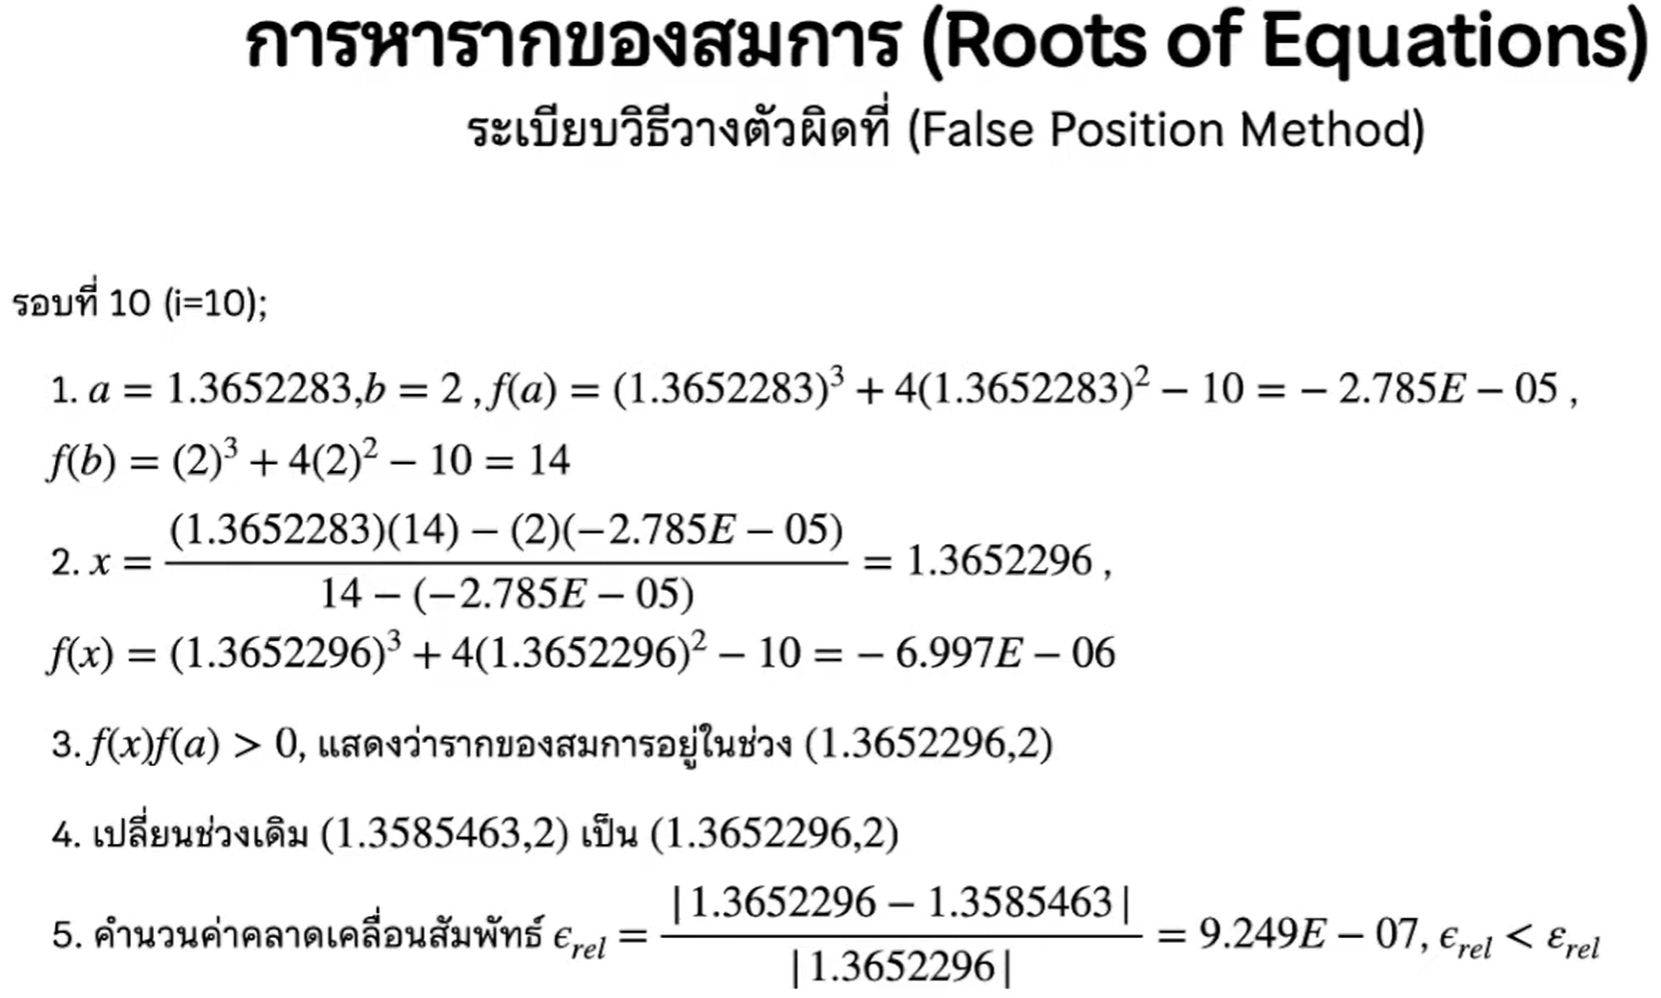 การหารากของสมการ (Roots of Equations)
ระเบียบวิธีวางตัวผิดที่ (False Position Method)
รอบที่ 10 (i=10);
1. a = 1.3652283,b = 2 ,f(a) = (1.3652283)³ + 4(1.3652283)² − 10 = − 2.785E − 05 ,
f(b) = (2)³ + 4(2)² − 10 = 14
2. x = \frac{(1.3652283)(14) − (2)(−2.785E − 05)}{14 − (−2.785E − 05)} = 1.3652296 ,
f(x) = (1.3652296)³ + 4(1.3652296)² − 10 = − 6.997E − 06
3. f(x)f(a) > 0, แสดงว่ารากของสมการอยู่ในช่วง (1.3652296,2)
4. เปลี่ยนช่วงเดิม (1.3585463,2) เป็น (1.3652296,2)
5. คำนวนค่าคลาดเคลื่อนสัมพัทธ์ ϵ_{rel} = \frac{|1.3652296 − 1.3585463|}{|1.3652296|} = 9.249E − 07, ϵ_{rel} < ε_{rel}